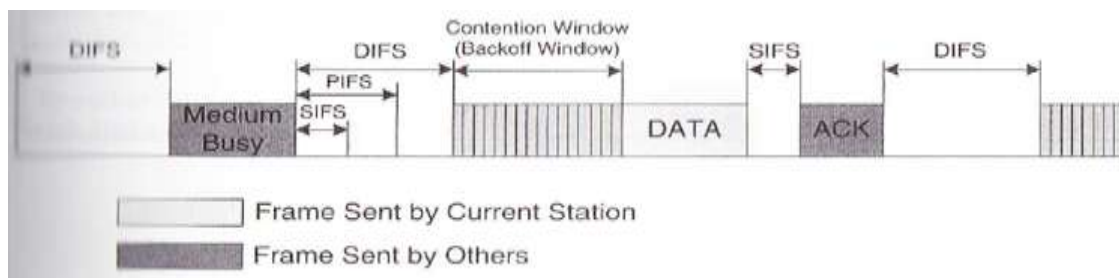 Contention Window
(Backoff Window)
DIFS
DIFS
SIFS
DIFS
PIFS
SIFS
Medium
Busy
DATA
ACK
Frame Sent by Current Station
Frame Sent by Others